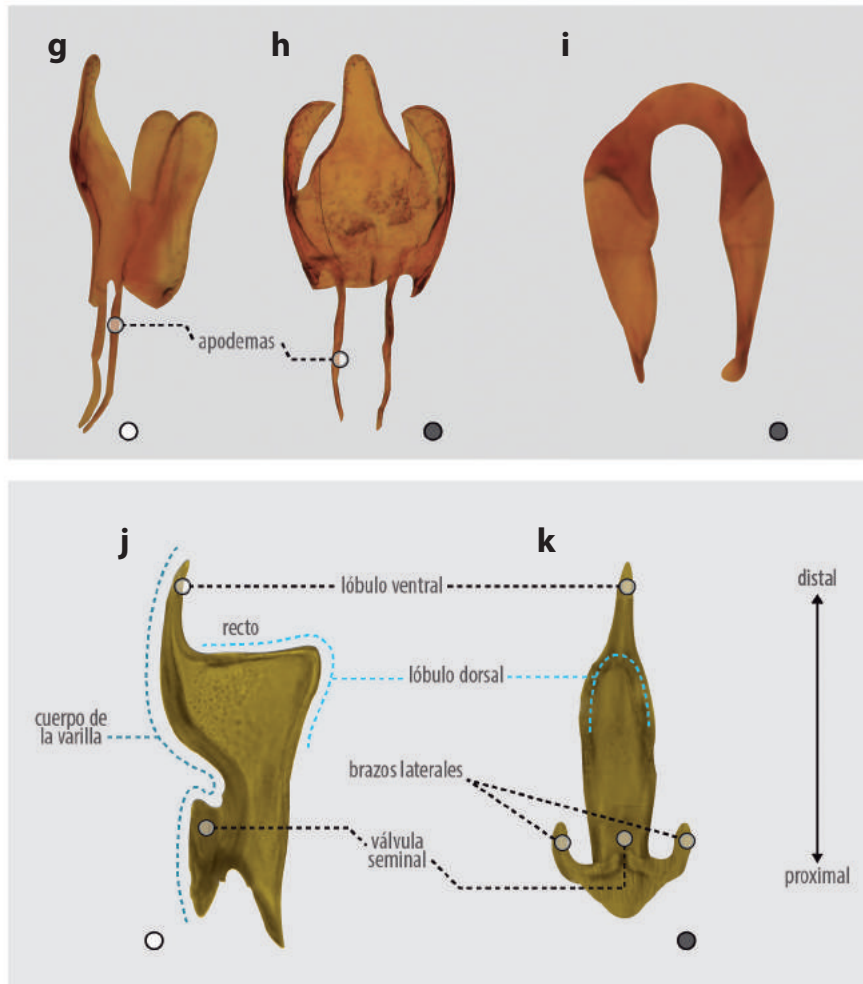 g
h
i
apodemas
j
k
lóbulo ventral
distal
recto
lóbulo dorsal
cuerpo de
la varilla
brazos laterales
válvula
seminal
proximal